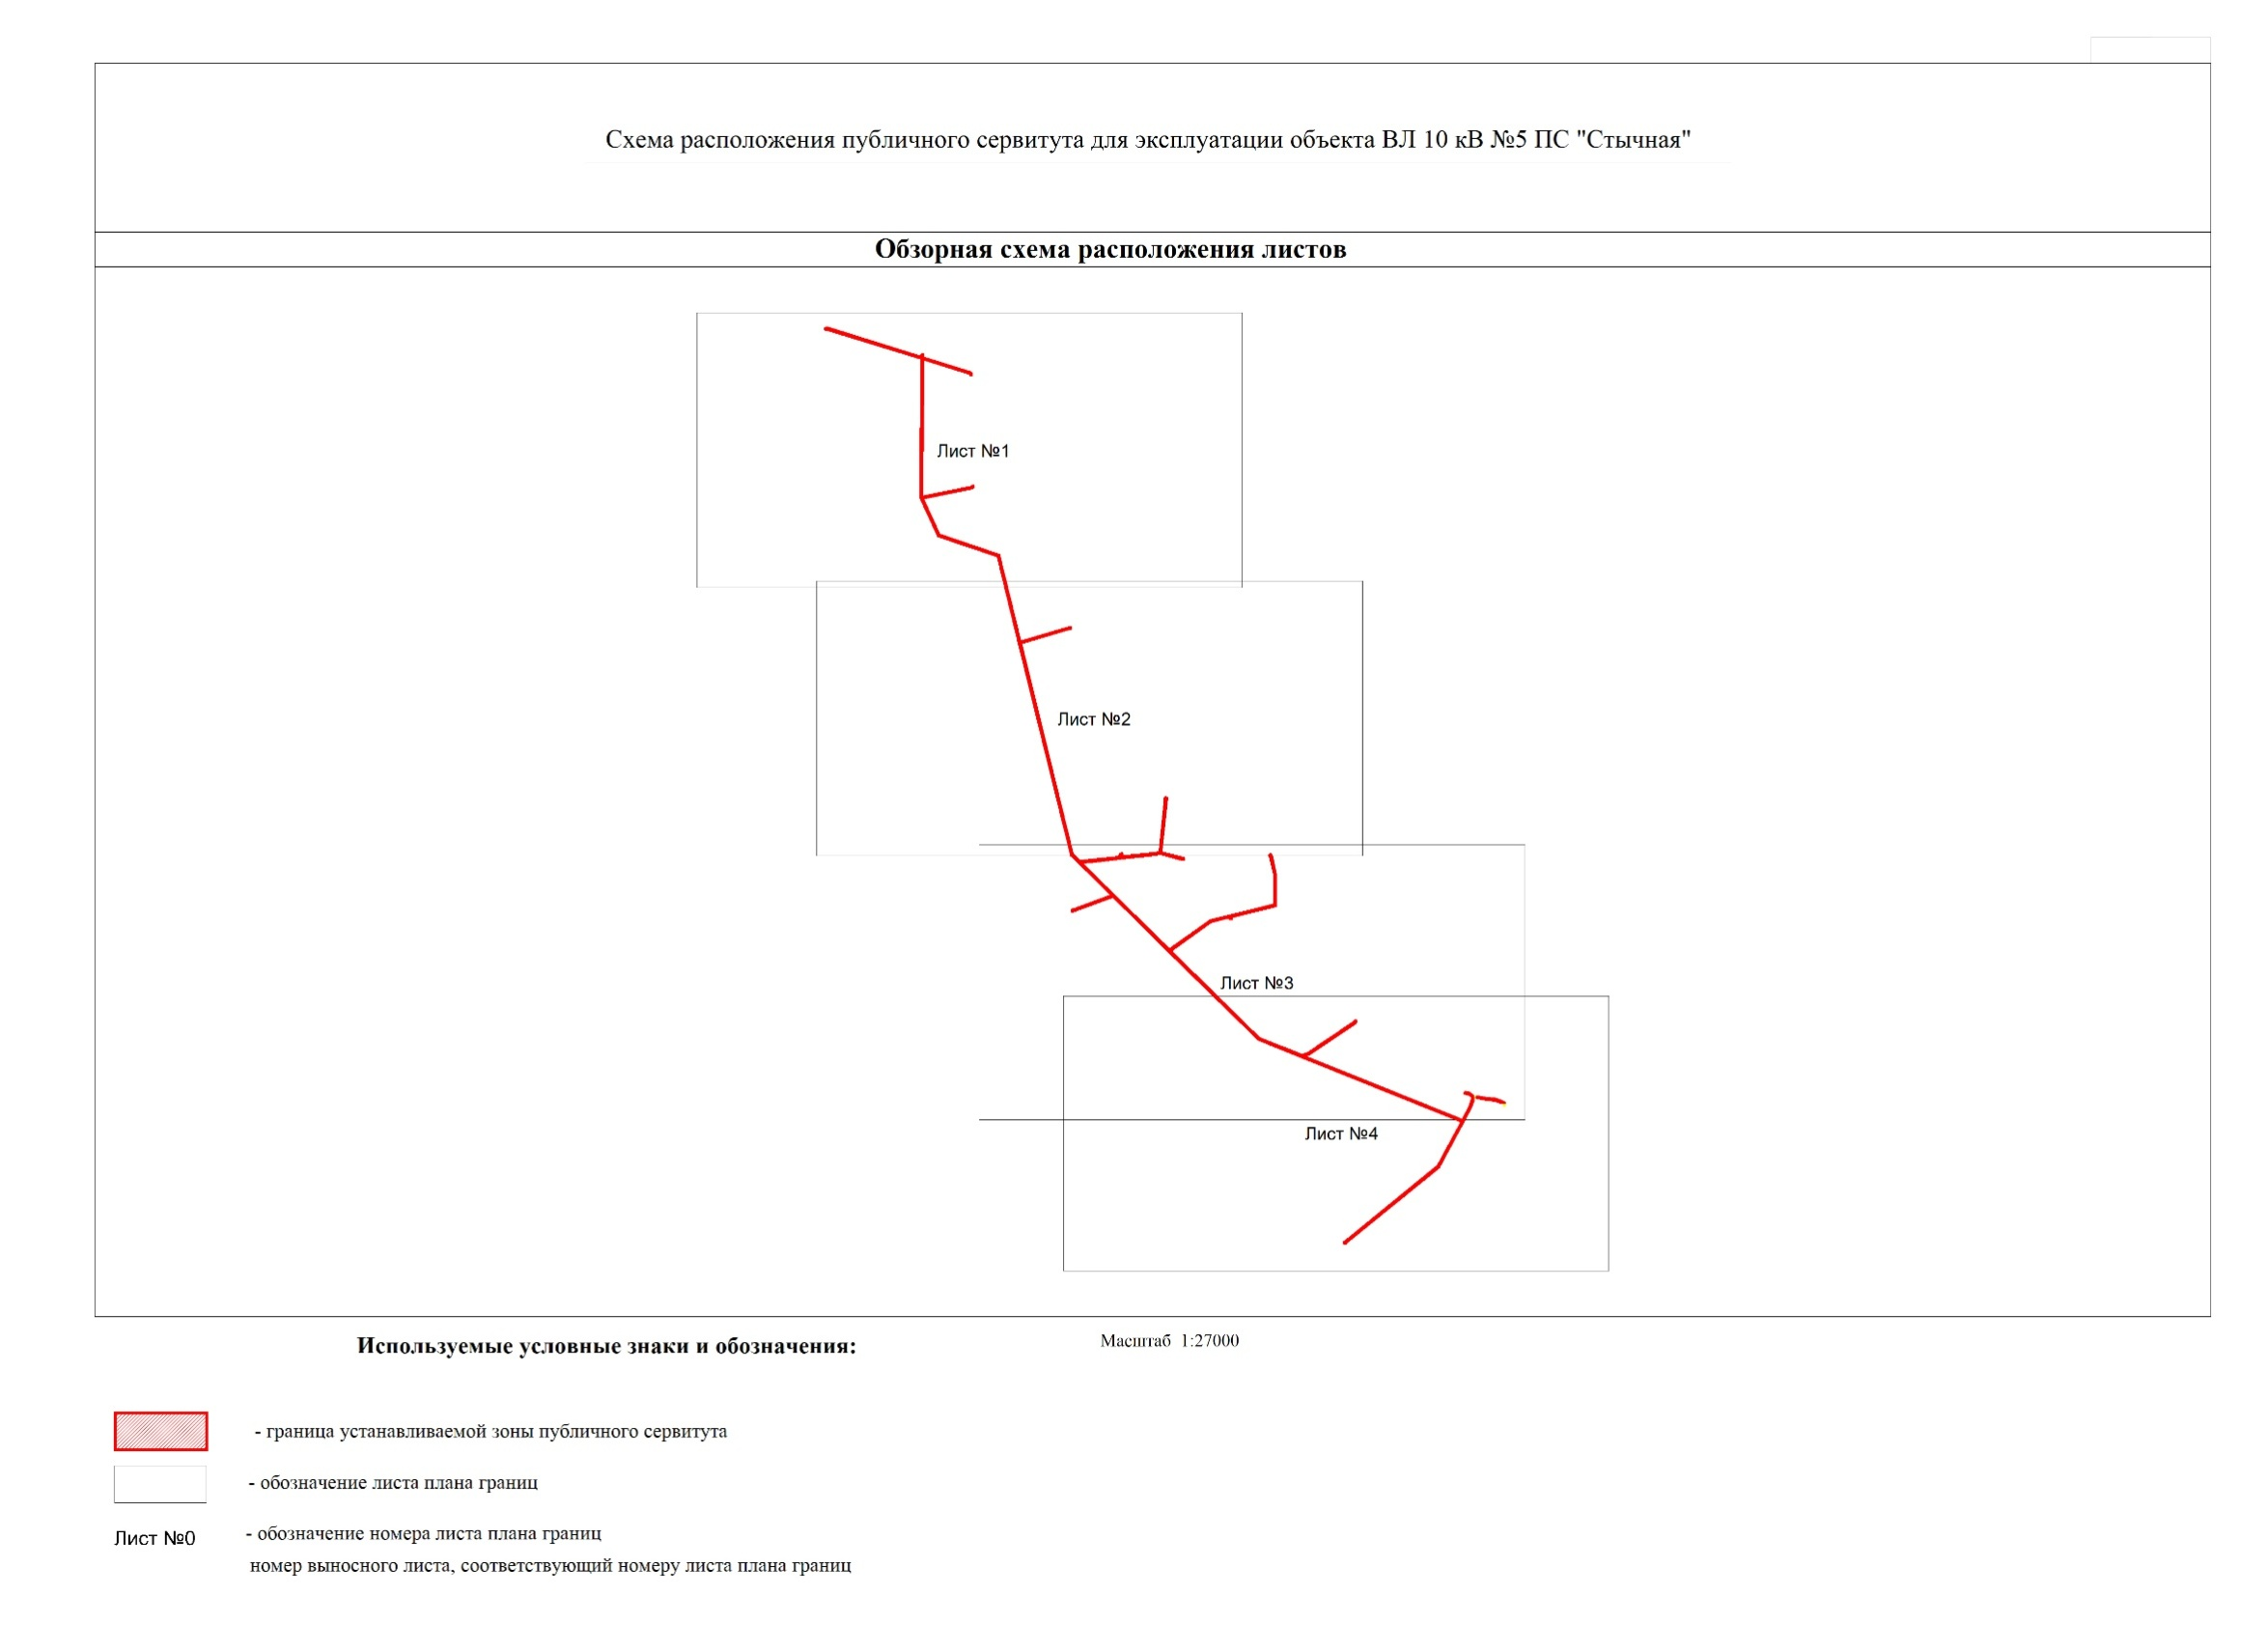 Схема расположения публичного сервитута для эксплуатации объекта ВЛ 10 кВ №5 ПС "Стычная"
Обзорная схема расположения листов
Лист №1
Лист №2
Лист №3
Лист №4
Используемые условные знаки и обозначения:
Масштаб 1:27000
- граница устанавливаемой зоны публичного сервитута
- обозначение листа плана границ
Лист №0
- обозначение номера листа плана границ
номер выносного листа, соответствующий номеру листа плана границ